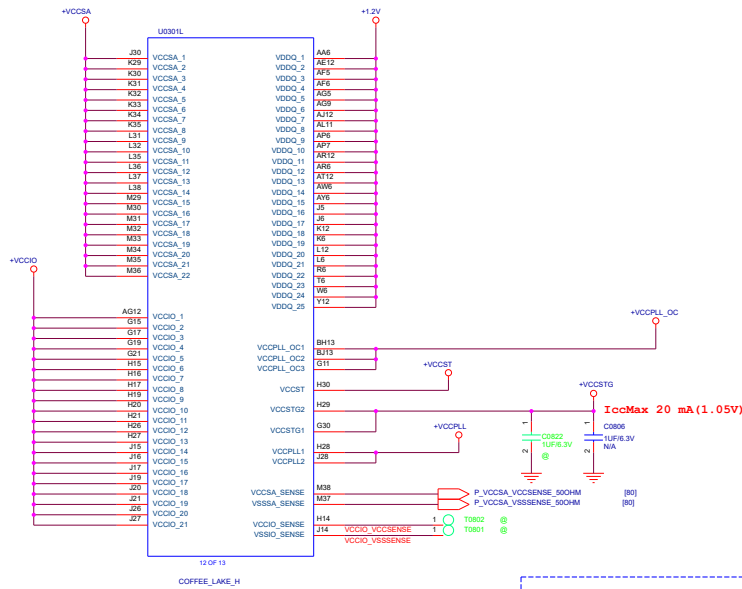 +VCCSA
+1.2V
U0301L
J30 VCCSA_1 VDDQ_1 AA6
K29 VCCSA_2 VDDQ_2 AE12
K30 VCCSA_3 VDDQ_3 AF5
K31 VCCSA_4 VDDQ_4 AF6
K32 VCCSA_5 VDDQ_5 AG5
K33 VCCSA_6 VDDQ_6 AG9
K34 VCCSA_7 VDDQ_7 AJ12
K35 VCCSA_8 VDDQ_8 AL11
L31 VCCSA_9 VDDQ_9 AP6
L32 VCCSA_10 VDDQ_10 AP7
L35 VCCSA_11 VDDQ_11 AR12
L36 VCCSA_12 VDDQ_12 AR6
L37 VCCSA_13 VDDQ_13 AT12
L38 VCCSA_14 VDDQ_14 AW6
M29 VCCSA_15 VDDQ_15 AY6
M30 VCCSA_16 VDDQ_16 J5
M31 VCCSA_17 VDDQ_17 J6
M32 VCCSA_18 VDDQ_18 K12
M33 VCCSA_19 VDDQ_19 K6
M34 VCCSA_20 VDDQ_20 L12
M35 VCCSA_21 VDDQ_21 L6
M36 VCCSA_22 VDDQ_22 R6
VDDQ_23 T6
VDDQ_24 W6
VDDQ_25 Y12
+VCCIO
AG12 VCCIO_1
G15 VCCIO_2
G17 VCCIO_3
G19 VCCIO_4 VCCPLL_OC1 BH13
G21 VCCIO_5 VCCPLL_OC2 BJ13
H15 VCCIO_6 VCCPLL_OC3 G11
H16 VCCIO_7
H17 VCCIO_8 VCCST H30
H19 VCCIO_9
H20 VCCIO_10 VCCSTG2 H29
H21 VCCIO_11
H26 VCCIO_12 VCCSTG1 G30
H27 VCCIO_13
J15 VCCIO_14 VCCPLL1 H28
J16 VCCIO_15 VCCPLL2 J28
J17 VCCIO_16
J19 VCCIO_17
J20 VCCIO_18 VCCSA_SENSE M38
J21 VCCIO_19 VSSSA_SENSE M37
J26 VCCIO_20
J27 VCCIO_21 VCCIO_SENSE H14
VSSIO_SENSE J14
+VCCPLL_OC
+VCCST
+VCCSTG
IccMax 20 mA(1.05V)
+VCCPLL
1
C0822
1UF/6.3V
2
@
1
C0806
1UF/6.3V
N/A
2
P_VCCSA_VCCSENSE_50OHM [80]
P_VCCSA_VSSSENSE_50OHM [80]
1 T0802 @
VCCIO_VCCSENSE 1 T0801 @
VCCIO_VSSSENSE
12 OF 13
COFFEE_LAKE_H